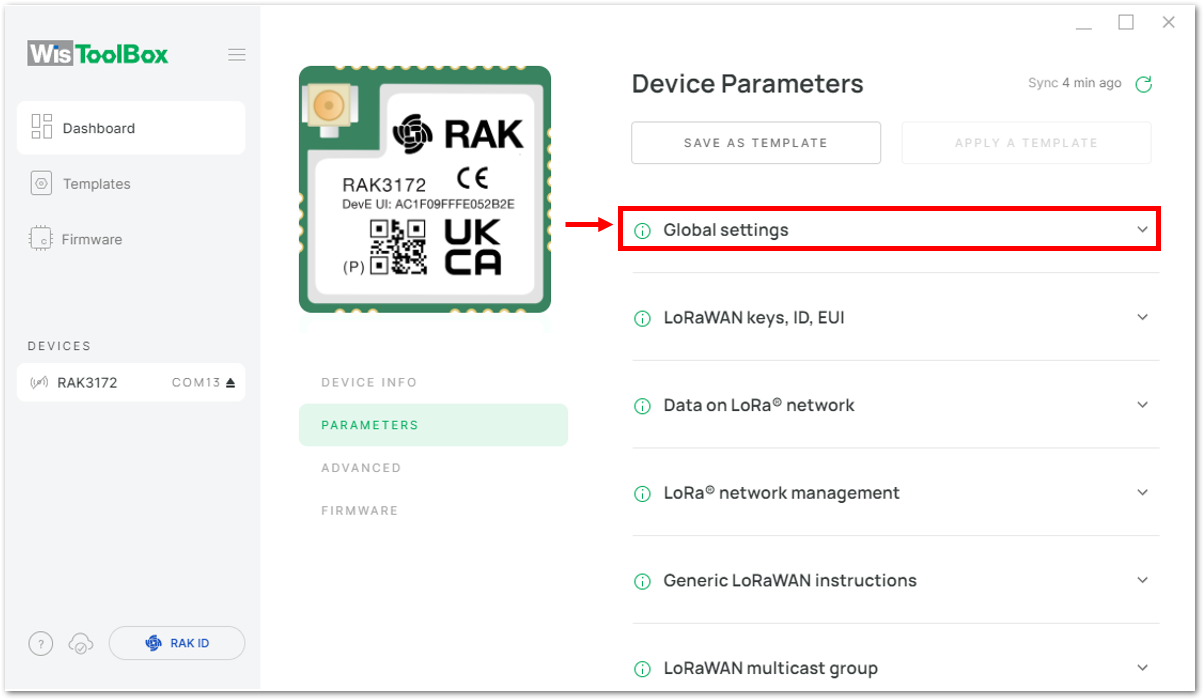 WisToolBox
Dashboard
Templates
Firmware
DEVICES
RAK3172 COM13
? RAK ID
RAK
RAK3172
DevE UI: AC1F09FFFE052B2E
(P)
UK
CA
DEVICE INFO
PARAMETERS
ADVANCED
FIRMWARE
Device Parameters
Sync 4 min ago
SAVE AS TEMPLATE
APPLY A TEMPLATE
Global settings
LoRaWAN keys, ID, EUI
Data on LoRa® network
LoRa® network management
Generic LoRaWAN instructions
LoRaWAN multicast group